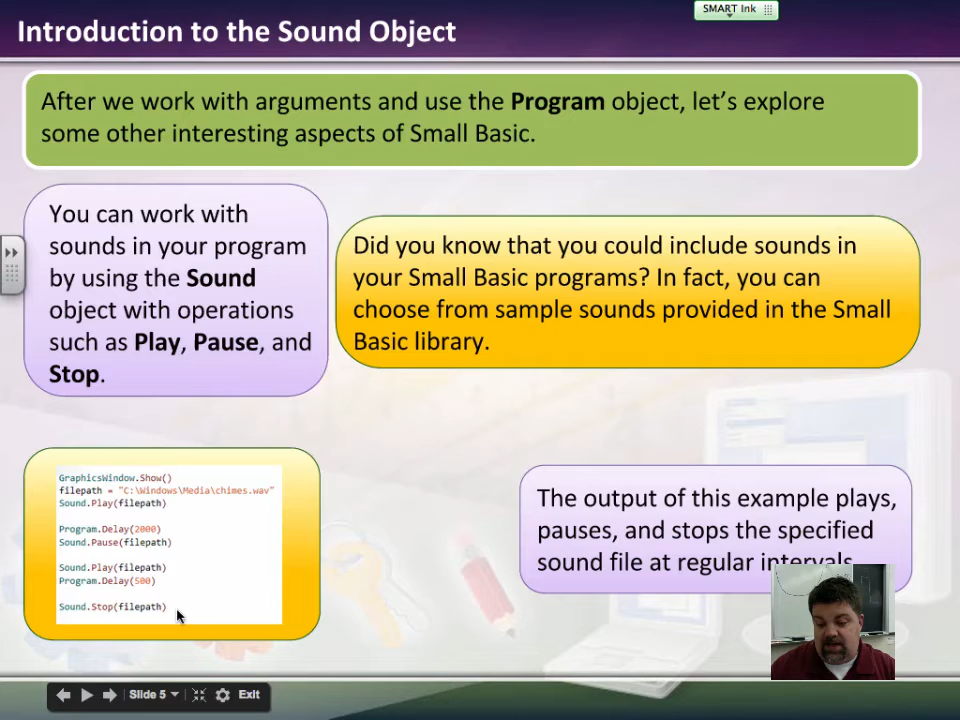 SMART Ink
Introduction to the Sound Object
After we work with arguments and use the Program object, let's explore
some other interesting aspects of Small Basic.
You can work with
sounds in your program
by using the Sound
object with operations
such as Play, Pause, and
Stop.
Did you know that you could include sounds in
your Small Basic programs? In fact, you can
choose from sample sounds provided in the Small
Basic library.
GraphicsWindow.Show()
filepath = "C:\Windows\Media\chimes.wav"
Sound.Play(filepath)
Program.Delay(2000)
Sound.Pause(filepath)
Sound.Play(filepath)
Program.Delay(500)
Sound.Stop(filepath)
The output of this example plays,
pauses, and stops the specified
sound file at regular intervals
Slide 5
Exit